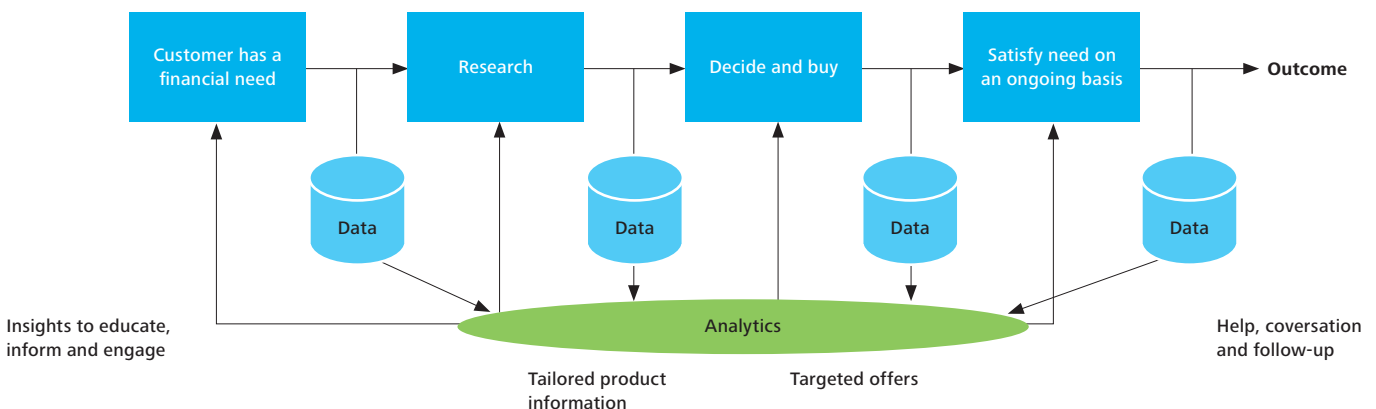 Customer has a
financial need
Research
Decide and buy
Satisfy need on
an ongoing basis
Outcome
Data
Data
Data
Data
Analytics
Insights to educate,
inform and engage
Tailored product
information
Targeted offers
Help, coversation
and follow-up